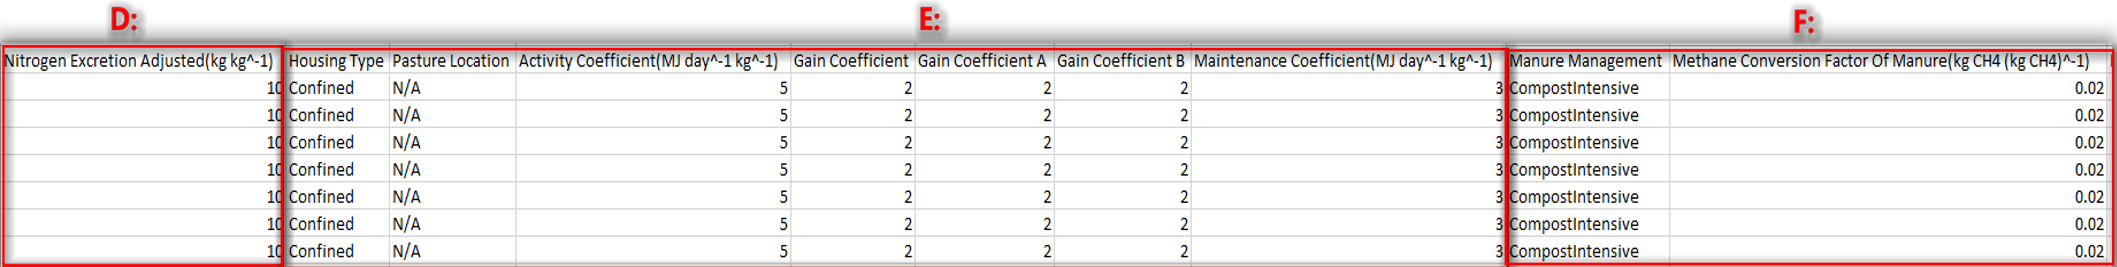 D: E: F:
Nitrogen Excretion Adjusted(kg kg^-1) Housing Type Pasture Location Activity Coefficient(MJ day^-1 kg^-1) Gain Coefficient Gain Coefficient A Gain Coefficient B Maintenance Coefficient(MJ day^-1 kg^-1) Manure Management Methane Conversion Factor Of Manure(kg CH4 (kg CH4)^-1)
10 Confined N/A 5 2 2 2 3 CompostIntensive 0.02
10 Confined N/A 5 2 2 2 3 CompostIntensive 0.02
10 Confined N/A 5 2 2 2 3 CompostIntensive 0.02
10 Confined N/A 5 2 2 2 3 CompostIntensive 0.02
10 Confined N/A 5 2 2 2 3 CompostIntensive 0.02
10 Confined N/A 5 2 2 2 3 CompostIntensive 0.02
10 Confined N/A 5 2 2 2 3 CompostIntensive 0.02